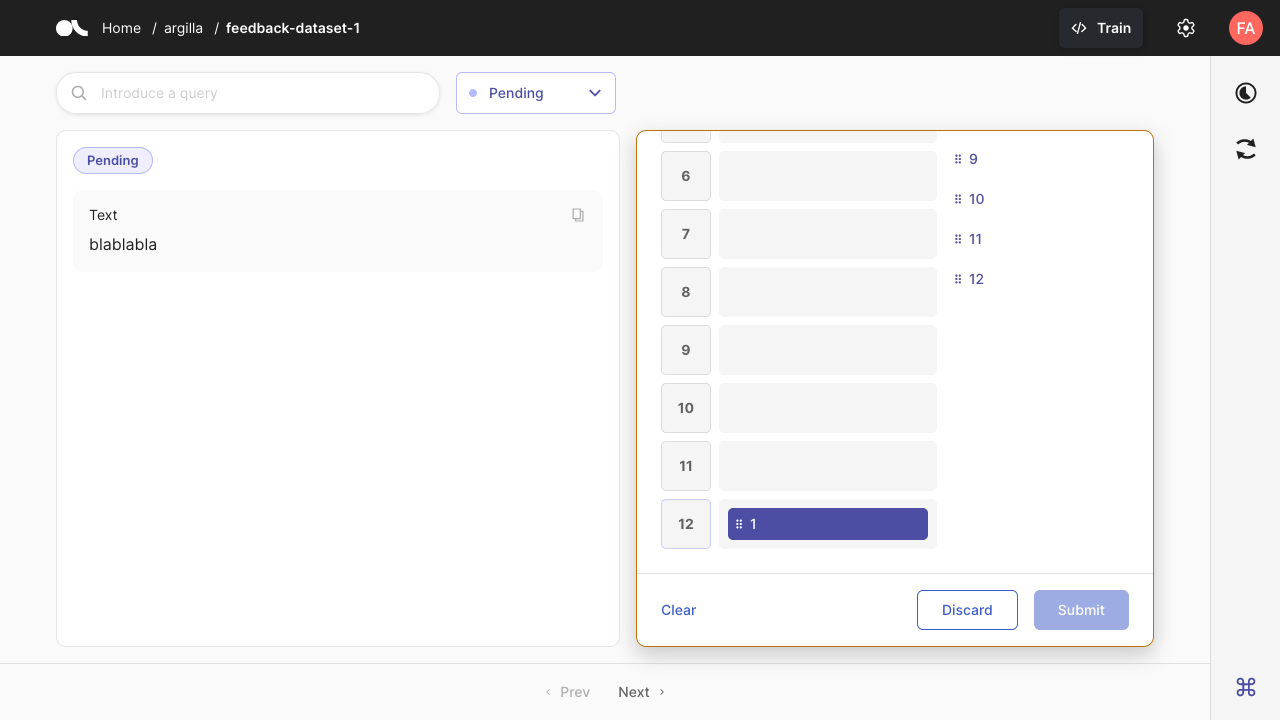 Home / argilla / feedback-dataset-1
Train
FA
Introduce a query
Pending
Pending
Text
blablabla
6
7
8
9
10
11
12
1
9
10
11
12
Clear
Discard
Submit
Prev
Next